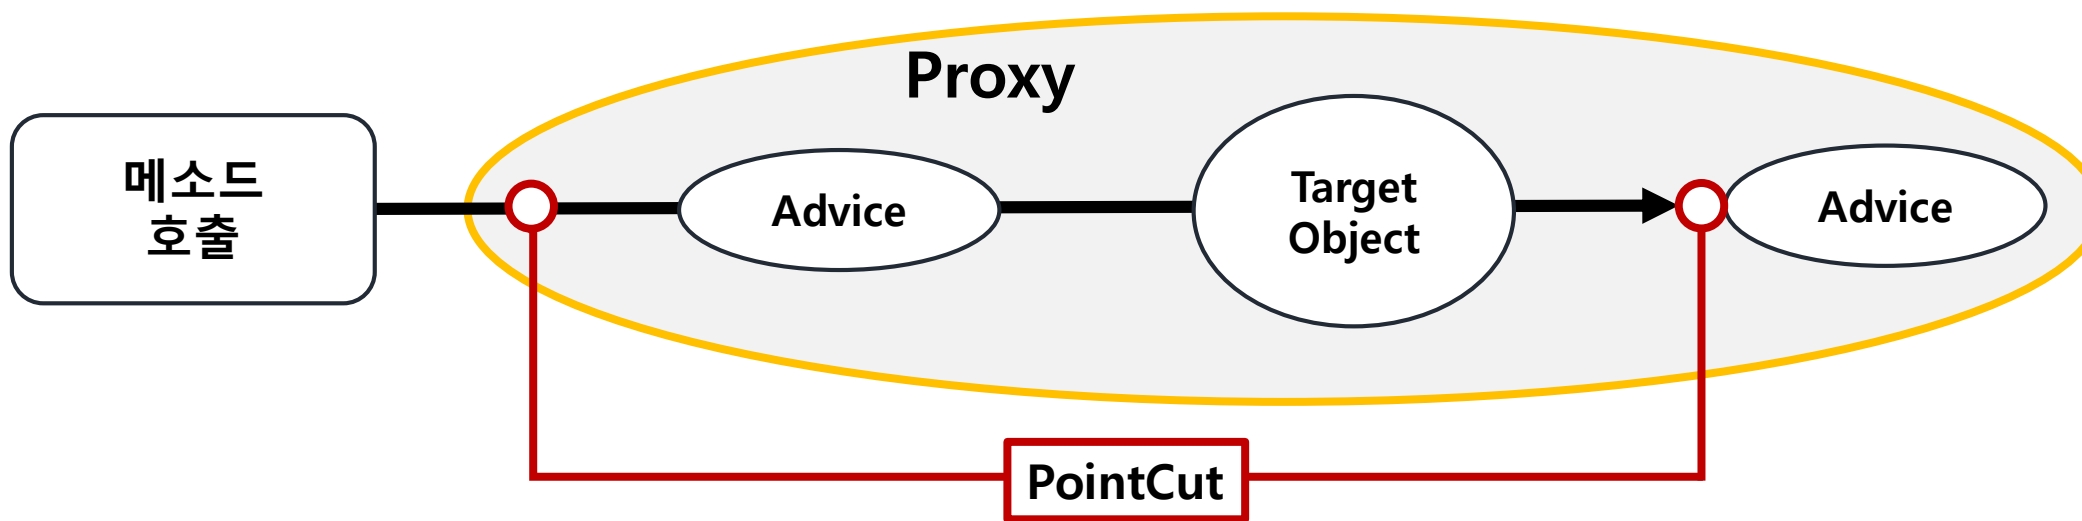 Proxy
메소드
호출
Advice
Target
Object
Advice
PointCut